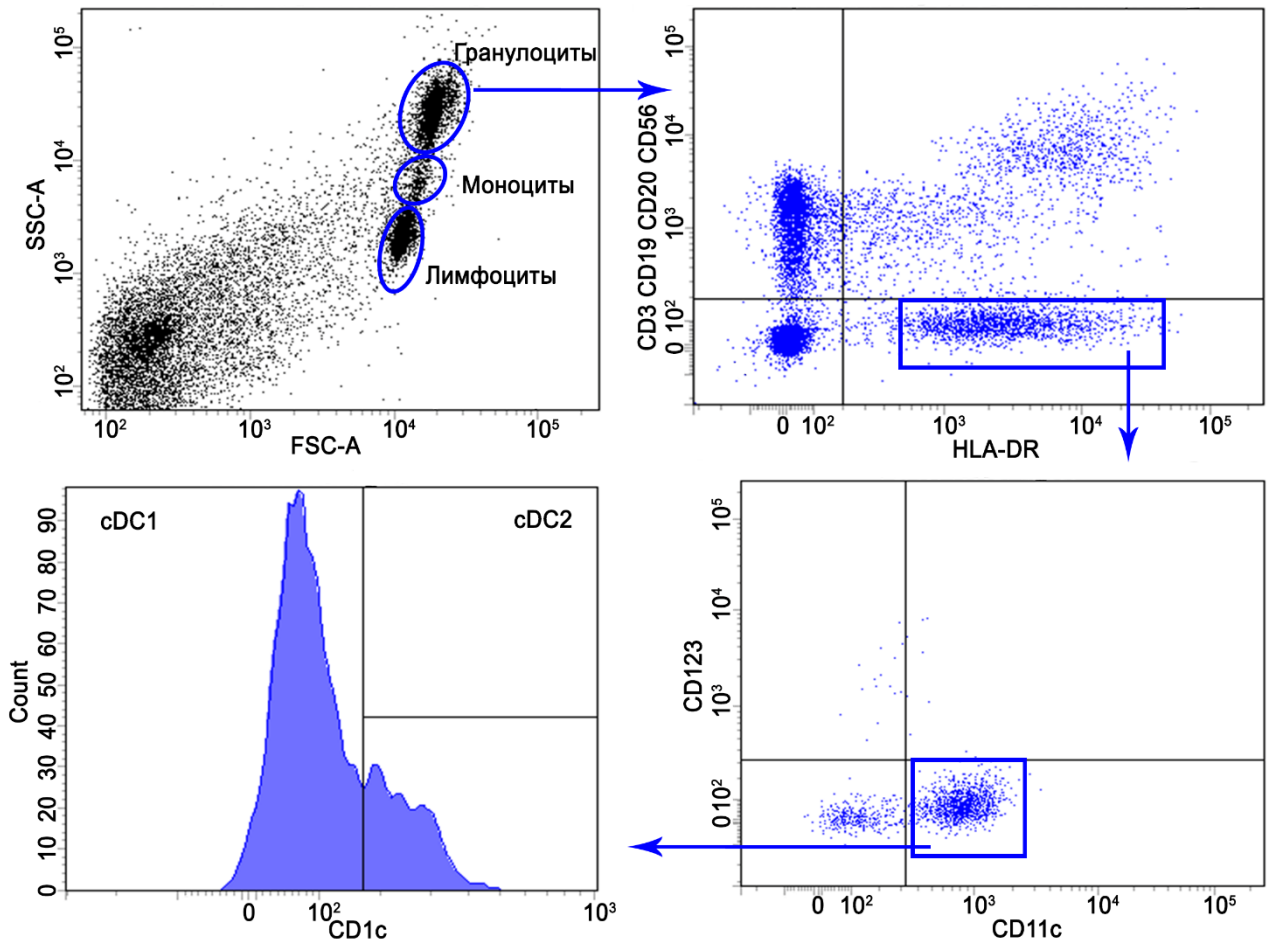 10⁵
10⁴
10³
10²
SSC-A
Гранулоциты
Моноциты
Лимфоциты
10² 10³ 10⁴ 10⁵
FSC-A
10⁵
10⁴
10³
10²
0
CD3 CD19 CD20 CD56
0 10² 10³ 10⁴ 10⁵
HLA-DR
cDC1 cDC2
90
80
70
60
50
40
30
20
10
0
Count
0 10² 10³
CD1c
10⁵
10⁴
10³
0 10²
CD123
0 10² 10³ 10⁴ 10⁵
CD11c